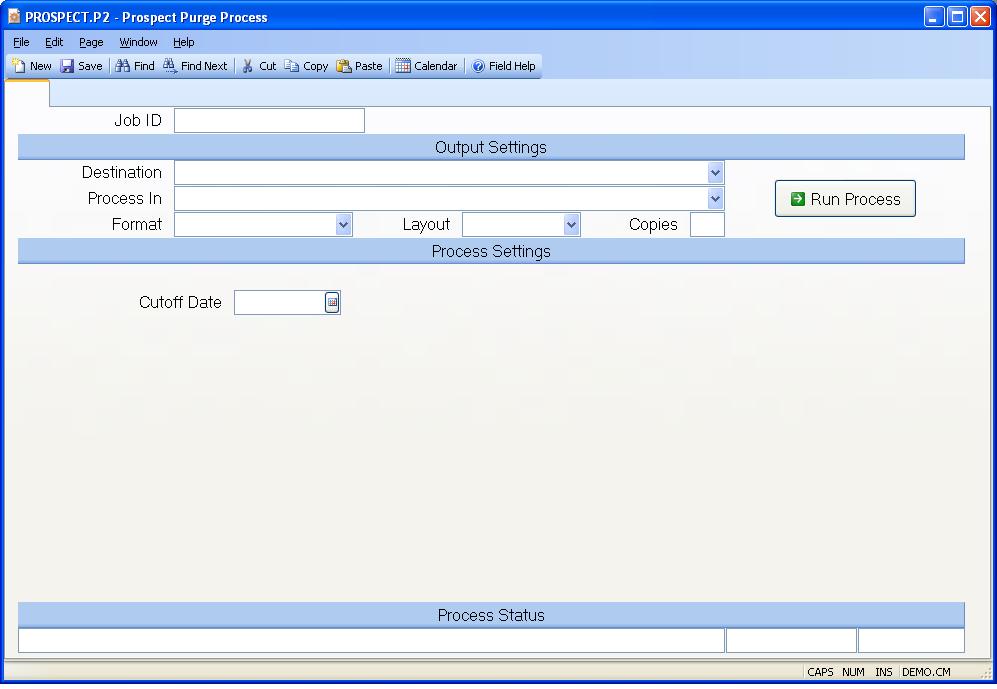 PROSPECT.P2 - Prospect Purge Process
File Edit Page Window Help
New Save Find Find Next Cut Copy Paste Calendar Field Help
Job ID
Output Settings
Destination
Process In
Run Process
Format Layout Copies
Process Settings
Cutoff Date
Process Status
CAPS NUM INS DEMO.CM